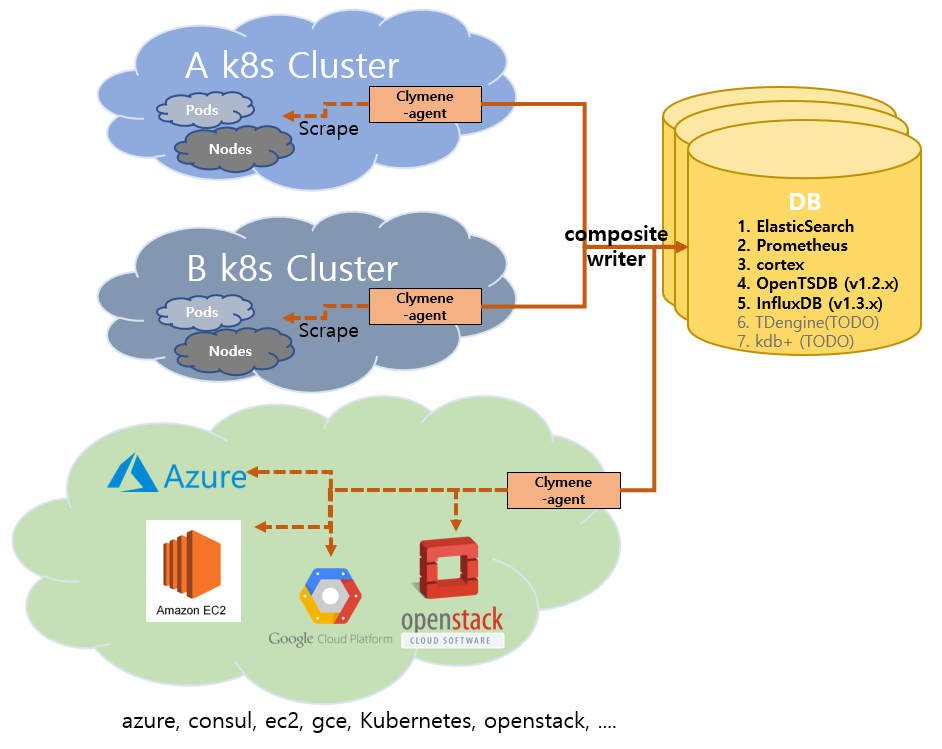 A k8s Cluster
Pods
Nodes
Scrape
Clymene
-agent
B k8s Cluster
Pods
Nodes
Scrape
Clymene
-agent
composite
writer
DB
1. ElasticSearch
2. Prometheus
3. cortex
4. OpenTSDB (v1.2.x)
5. InfluxDB (v1.3.x)
6. TDengine(TODO)
7. kdb+ (TODO)
Azure
Clymene
-agent
Amazon EC2
Google Cloud Platform
openstack
CLOUD SOFTWARE
azure, consul, ec2, gce, Kubernetes, openstack, ....